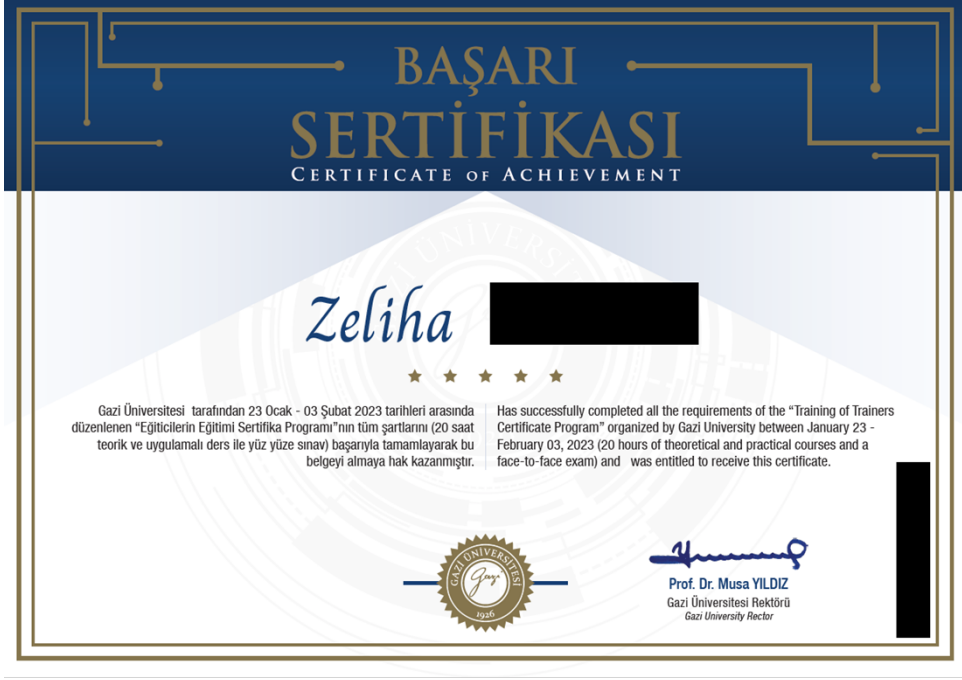 BAŞARI
SERTİFİKASI
CERTIFICATE OF ACHIEVEMENT
Zeliha
Gazi Üniversitesi tarafından 23 Ocak - 03 Şubat 2023 tarihleri arasında
düzenlenen “Eğiticilerin Eğitimi Sertifika Programı”nın tüm şartlarını (20 saat
teorik ve uygulamalı ders ile yüz yüze sınav) başarıyla tamamlayarak bu
belgeyi almaya hak kazanmıştır.
Has successfully completed all the requirements of the “Training of Trainers
Certificate Program” organized by Gazi University between January 23 -
February 03, 2023 (20 hours of theoretical and practical courses and a
face-to-face exam) and was entitled to receive this certificate.
GAZİ ÜNİVERSİTESİ
Gazi
1926
Prof. Dr. Musa YILDIZ
Gazi Üniversitesi Rektörü
Gazi University Rector